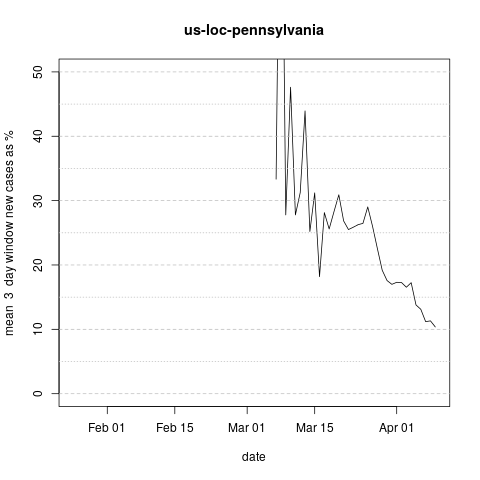 us-loc-pennsylvania
mean 3 day window new cases as %
50
40
30
20
10
0
Feb 01 Feb 15 Mar 01 Mar 15 Apr 01
date